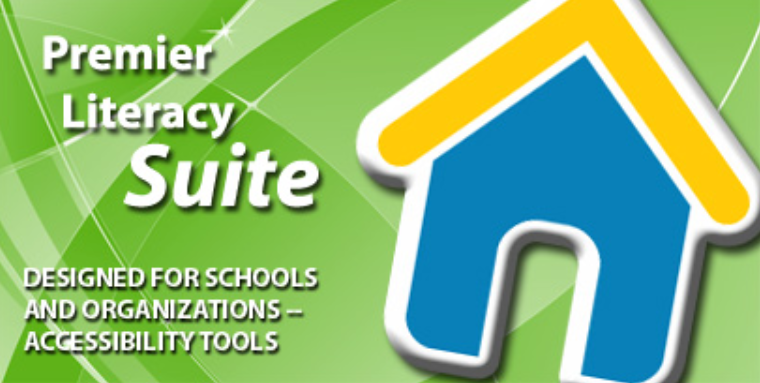 Premier
Literacy
Suite
DESIGNED FOR SCHOOLS
AND ORGANIZATIONS –
ACCESSIBILITY TOOLS